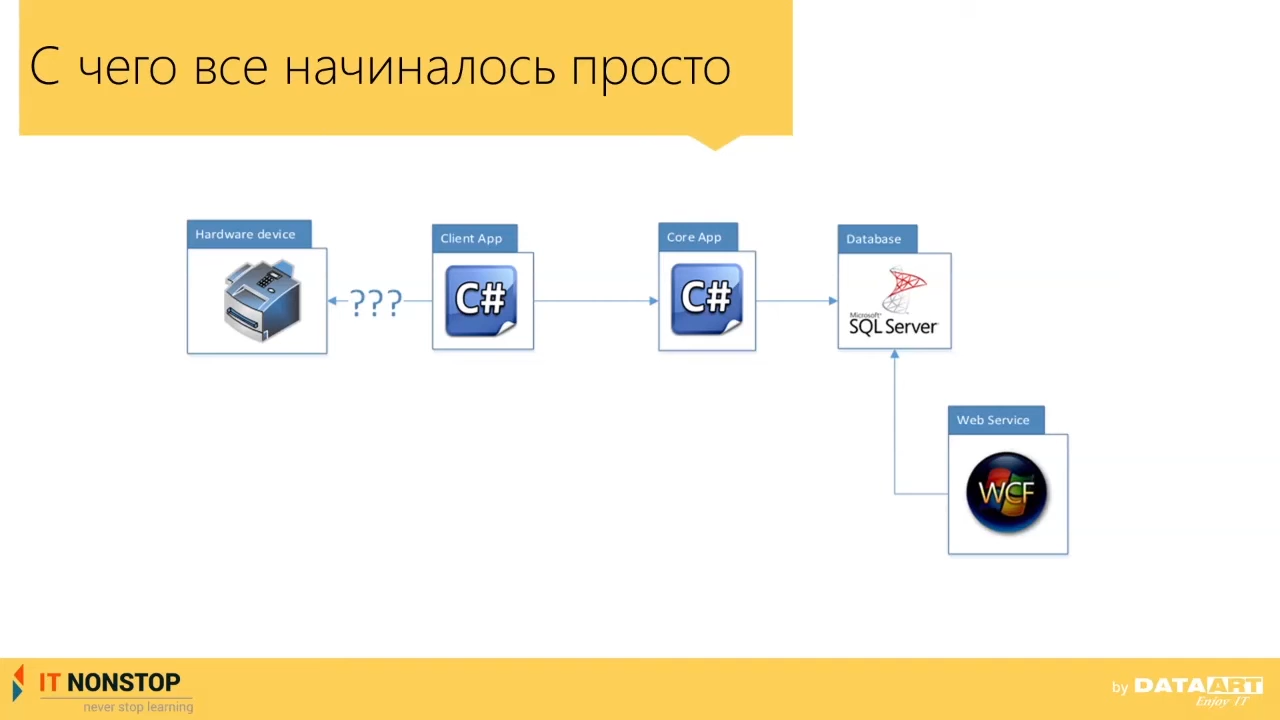 С чего все начиналось просто
Hardware device
Client App
Core App
Database
???
C#
C#
Microsoft®
SQL Server
Web Service
WCF
IT NONSTOP
never stop learning
by DATAART
Enjoy IT